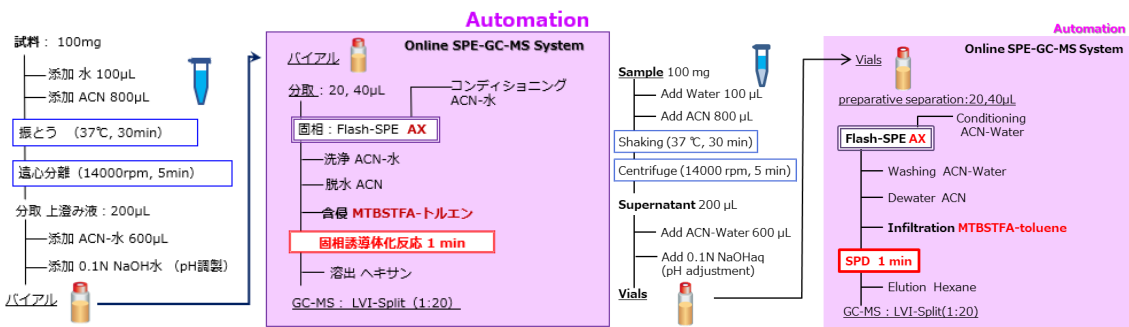 Automation
試料： 100mg
添加 水 100μL
添加 ACN 800μL
振とう （37℃, 30min）
遠心分離（14000rpm, 5min）
分取 上澄み液：200μL
添加 ACN-水 600μL
添加 0.1N NaOH水 （pH調製）
バイアル
Online SPE-GC-MS System
バイアル
分取：20, 40μL
コンディショニング
ACN-水
固相：Flash-SPE AX
洗浄 ACN-水
脱水 ACN
含侵 MTBSTFA-トルエン
固相誘導体化反応 1 min
溶出 ヘキサン
GC-MS： LVI-Split（1:20）
Sample 100 mg
Add Water 100 μL
Add ACN 800 μL
Shaking (37 ℃, 30 min)
Centrifuge (14000 rpm, 5 min)
Supernatant 200 μL
Add ACN-Water 600 μL
Add 0.1N NaOHaq
(pH adjustment)
Vials
Automation
Online SPE-GC-MS System
Vials
preparative separation:20,40μL
Conditioning
ACN-Water
Flash-SPE AX
Washing ACN-Water
Dewater ACN
Infiltration MTBSTFA-toluene
SPD 1 min
Elution Hexane
GC-MS：LVI-Split(1:20)